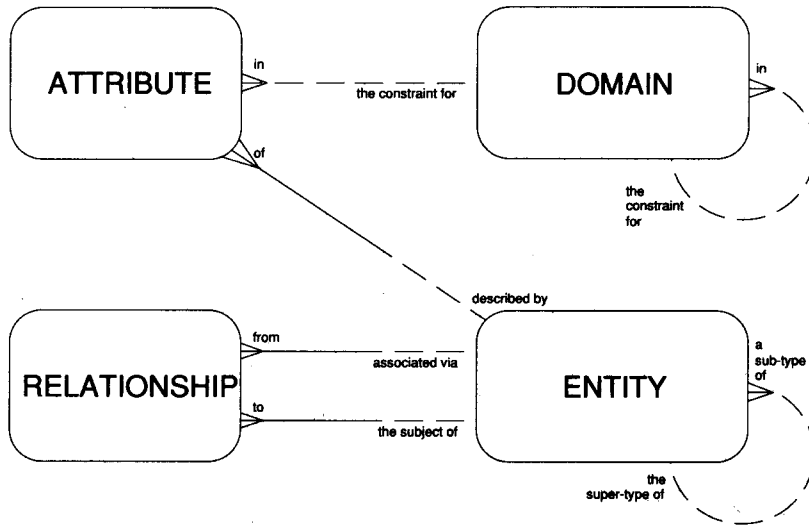 ATTRIBUTE
in
the constraint for
DOMAIN
in
of
the
constraint
for
described by
RELATIONSHIP
from
associated via
to
the subject of
ENTITY
a
sub-type
of
the
super-type of